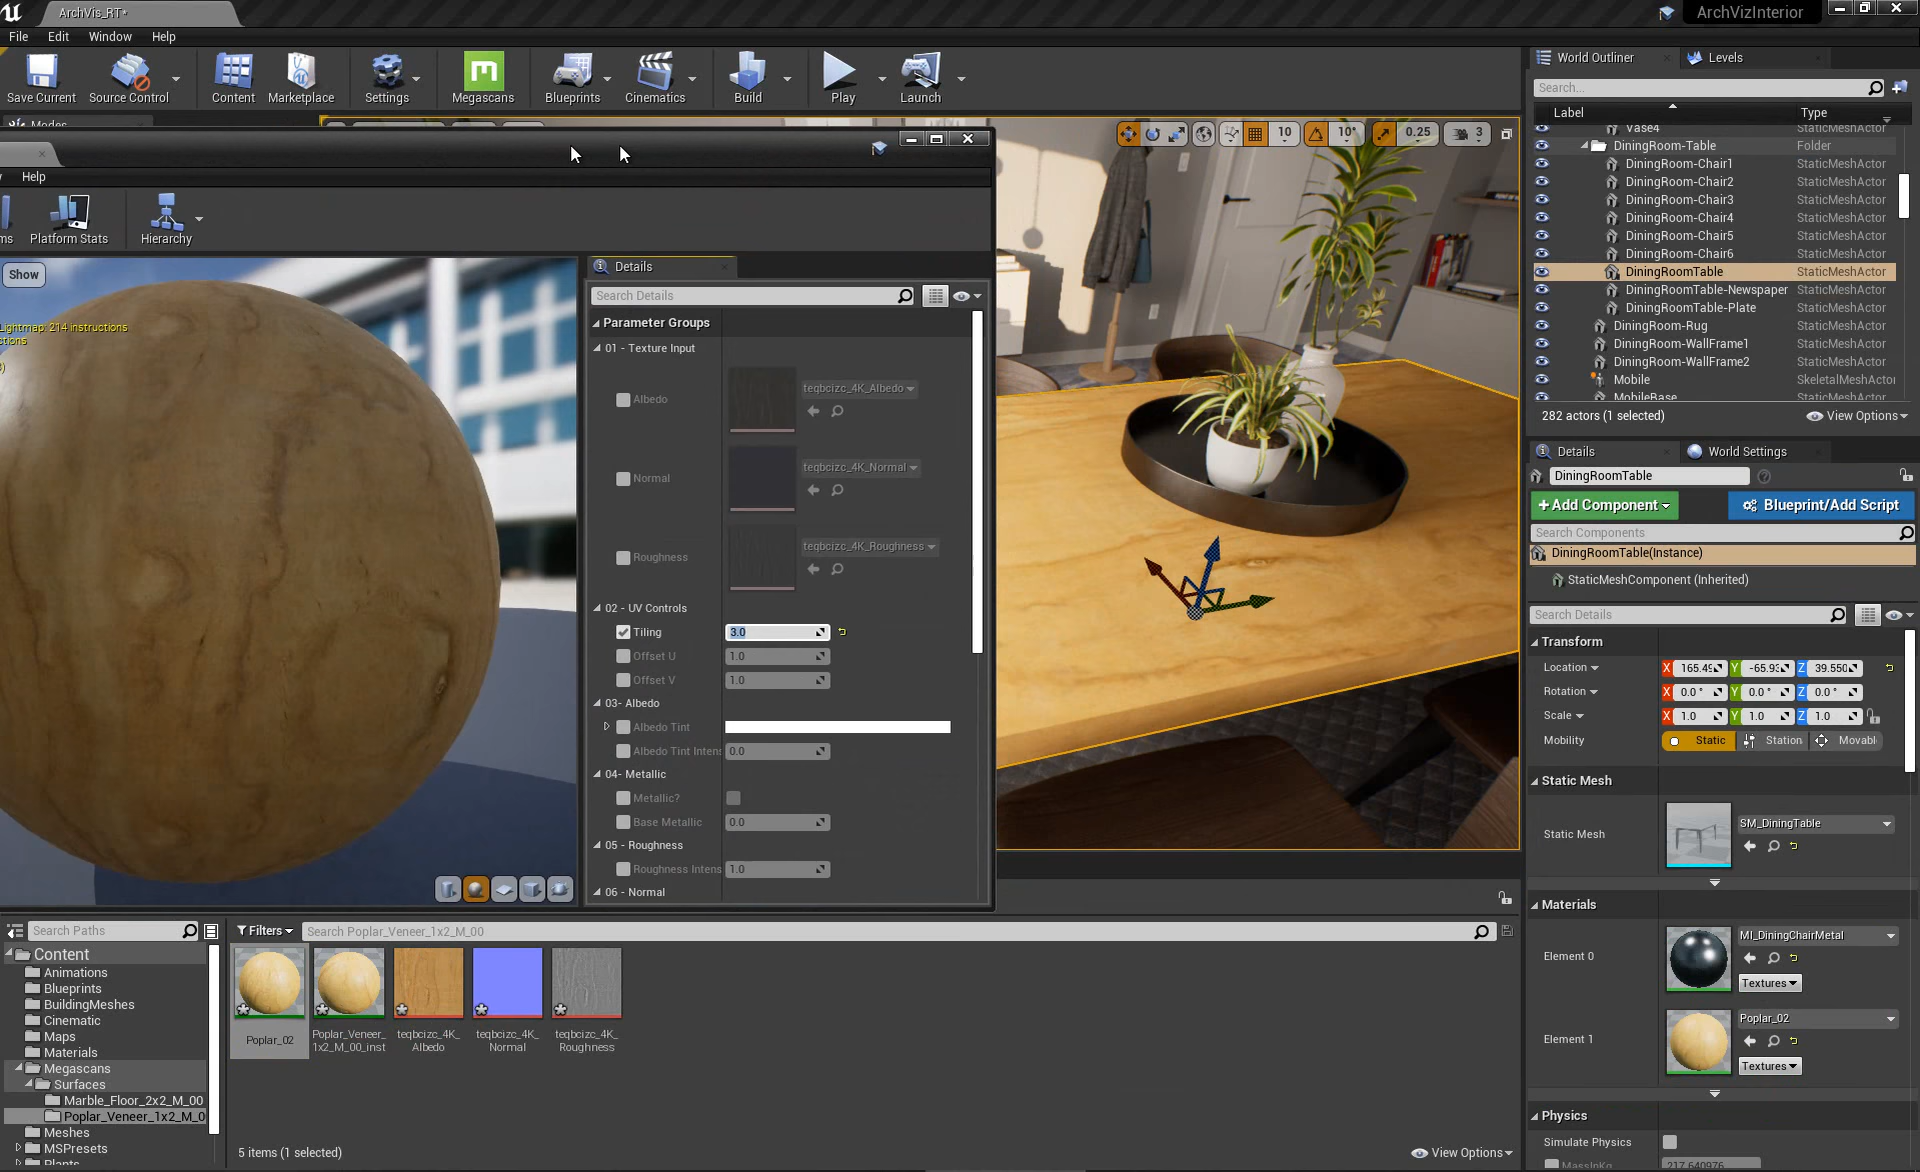 ArchVis_RT*
ArchVizInterior
File Edit Window Help
Save Current Source Control Content Marketplace Settings Megascans Blueprints Cinematics Build Play Launch
Modes
10 10° 0.25 3
Help
Platform Stats Hierarchy
Show
Lightmap: 214 instructions
Details
Search Details
Parameter Groups
01 - Texture Input
Albedo teqbcizc_4K_Albedo
Normal teqbcizc_4K_Normal
Roughness teqbcizc_4K_Roughness
02 - UV Controls
Tiling 3.0
Offset U 1.0
Offset V 1.0
03- Albedo
Albedo Tint
Albedo Tint Intens 0.0
04- Metallic
Metallic?
Base Metallic 0.0
05 - Roughness
Roughness Intens 1.0
06 - Normal
Search Paths
Content
Animations
Blueprints
BuildingMeshes
Cinematic
Maps
Materials
Megascans
Surfaces
Marble_Floor_2x2_M_00
Poplar_Veneer_1x2_M_0
Meshes
MSPresets
Plants
Filters Search Poplar_Veneer_1x2_M_00
Poplar_02
Poplar_Veneer_
1x2_M_00_inst
teqbcizc_4K_
Albedo
teqbcizc_4K_
Normal
teqbcizc_4K_
Roughness
5 items (1 selected) View Options
World Outliner Levels
Search...
Label Type
Vase4 StaticMeshActor
DiningRoom-Table Folder
DiningRoom-Chair1 StaticMeshActor
DiningRoom-Chair2 StaticMeshActor
DiningRoom-Chair3 StaticMeshActor
DiningRoom-Chair4 StaticMeshActor
DiningRoom-Chair5 StaticMeshActor
DiningRoom-Chair6 StaticMeshActor
DiningRoomTable StaticMeshActor
DiningRoomTable-Newspaper StaticMeshActor
DiningRoomTable-Plate StaticMeshActor
DiningRoom-Rug StaticMeshActor
DiningRoom-WallFrame1 StaticMeshActor
DiningRoom-WallFrame2 StaticMeshActor
Mobile SkeletalMeshActor
MobileBase StaticMeshActor
282 actors (1 selected) View Options
Details World Settings
DiningRoomTable
+Add Component Blueprint/Add Script
Search Components
DiningRoomTable(Instance)
StaticMeshComponent (Inherited)
Search Details
Transform
Location X 165.49 Y -65.93 Z 39.550
Rotation X 0.0 ° Y 0.0 ° Z 0.0 °
Scale X 1.0 Y 1.0 Z 1.0
Mobility Static Station Movabl
Static Mesh
Static Mesh SM_DiningTable
Materials
Element 0 MI_DiningChairMetal
Textures
Element 1 Poplar_02
Textures
Physics
Simulate Physics
MassInKg 217.640976